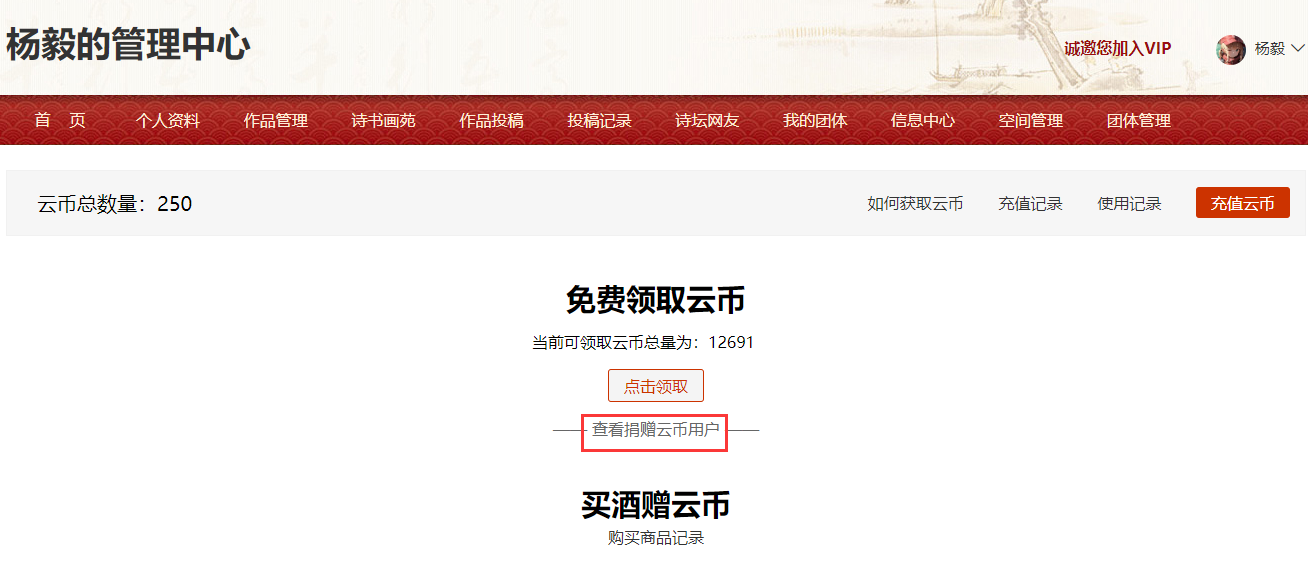 杨毅的管理中心
诚邀您加入VIP 杨毅
首 页 个人资料 作品管理 诗书画苑 作品投稿 投稿记录 诗坛网友 我的团体 信息中心 空间管理 团体管理
云币总数量：250 如何获取云币 充值记录 使用记录 充值云币
免费领取云币
当前可领取云币总量为：12691
点击领取
查看捐赠云币用户
买酒赠云币
购买商品记录